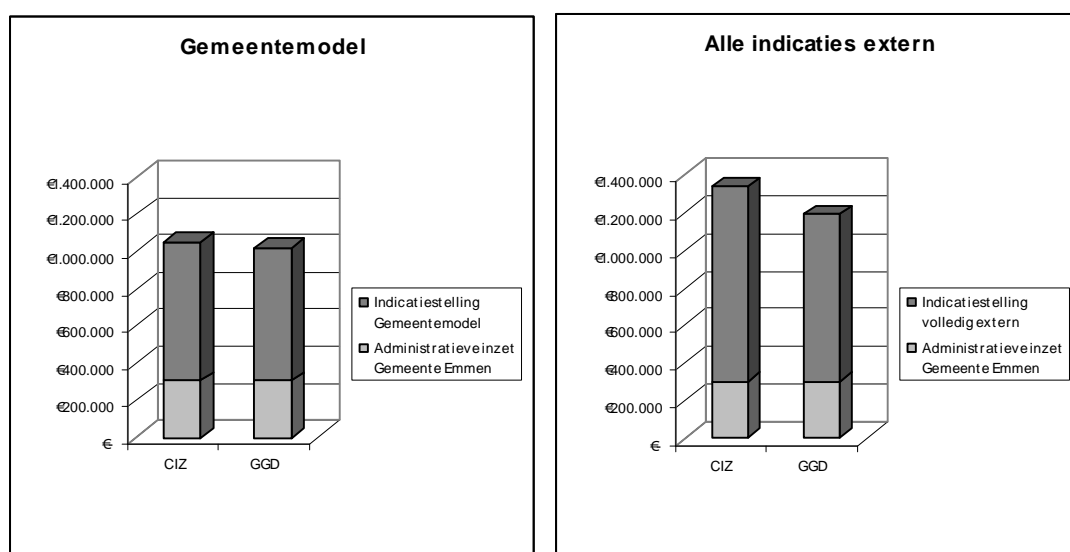 Gemeentemodel
€1.400.000
€1.200.000
€1.000.000
€800.000
€600.000
€400.000
€200.000
€-
CIZ GGD
Indicatiestelling
Gemeentemodel
Administratieve inzet
Gemeente Emmen
Alle indicaties extern
€1.400.000
€1.200.000
€1.000.000
€800.000
€600.000
€400.000
€200.000
€-
CIZ GGD
Indicatiestelling
volledig extern
Administratieve inzet
Gemeente Emmen